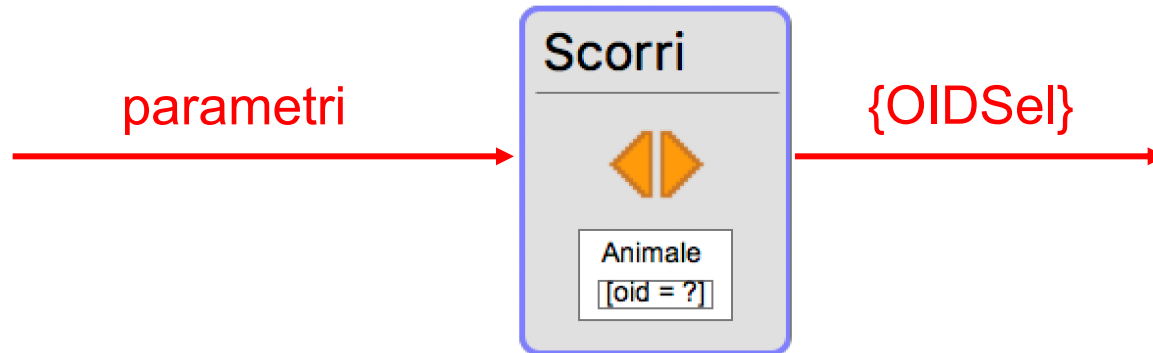 Scorri
parametri
{OIDSel}
Animale
[oid = ?]